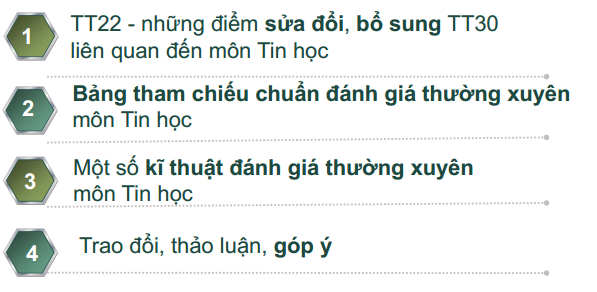 1
TT22 - những điểm sửa đổi, bổ sung TT30
liên quan đến môn Tin học
2
Bảng tham chiếu chuẩn đánh giá thường xuyên
môn Tin học
3
Một số kĩ thuật đánh giá thường xuyên
môn Tin học
4
Trao đổi, thảo luận, góp ý